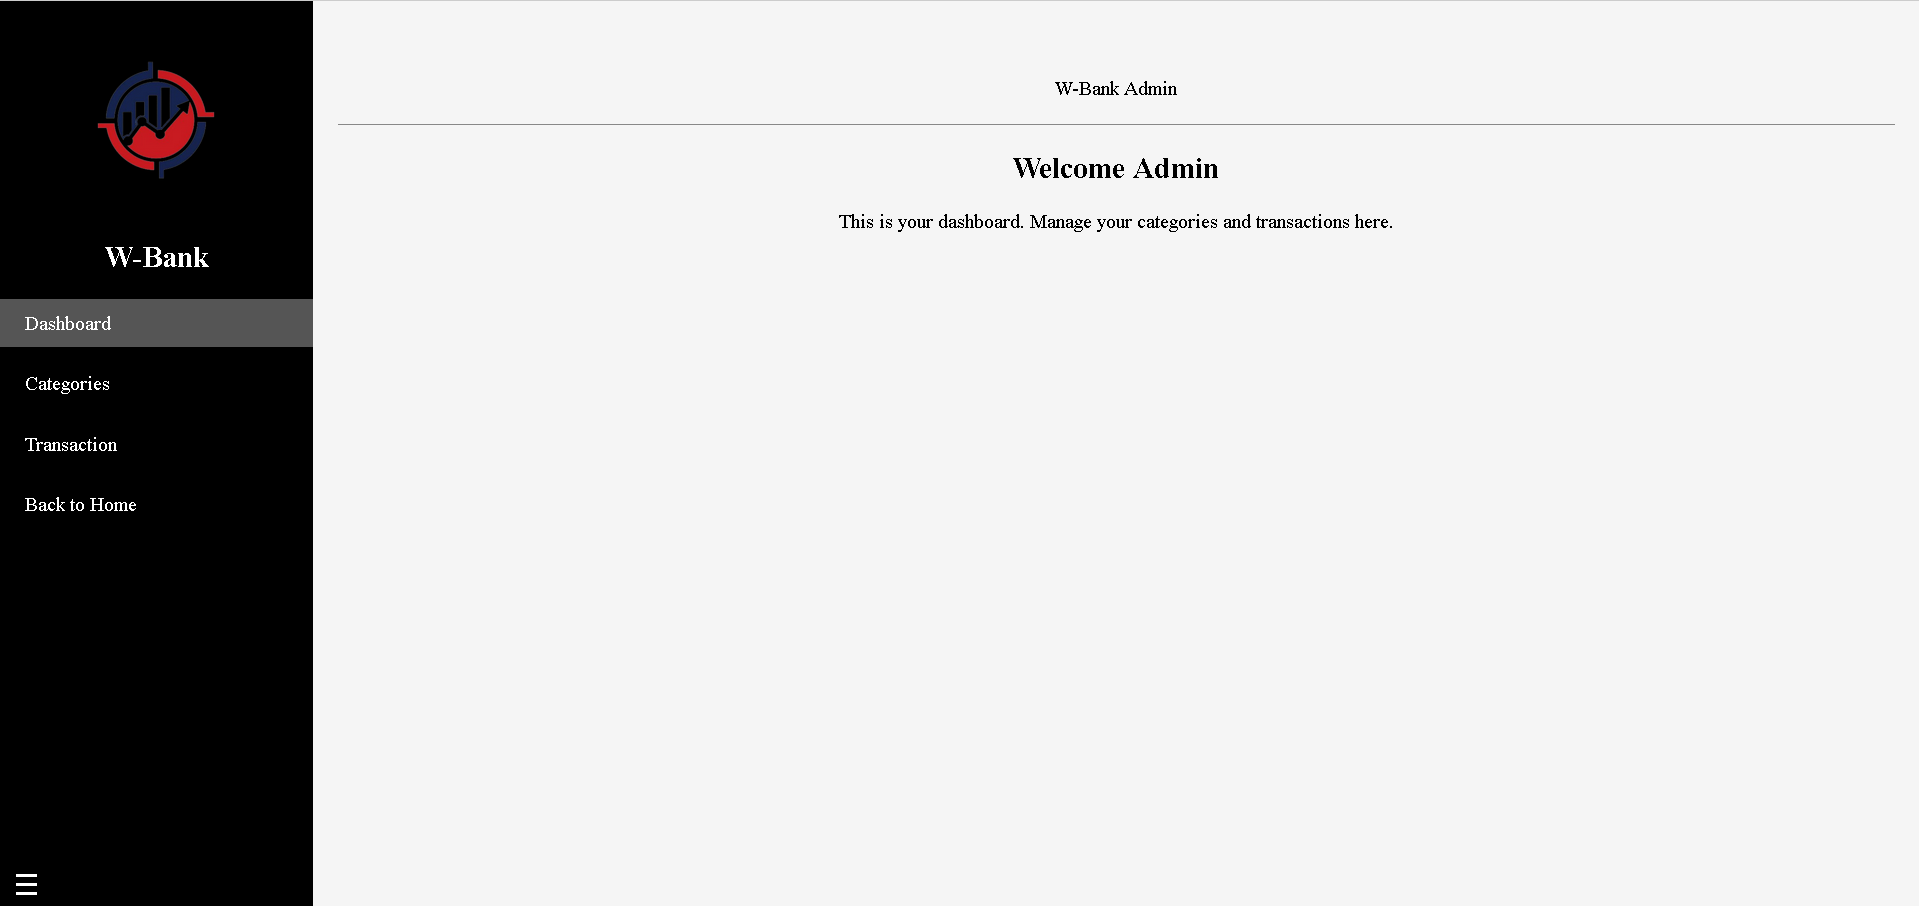 W-Bank
Dashboard
Categories
Transaction
Back to Home
W-Bank Admin
Welcome Admin
This is your dashboard. Manage your categories and transactions here.